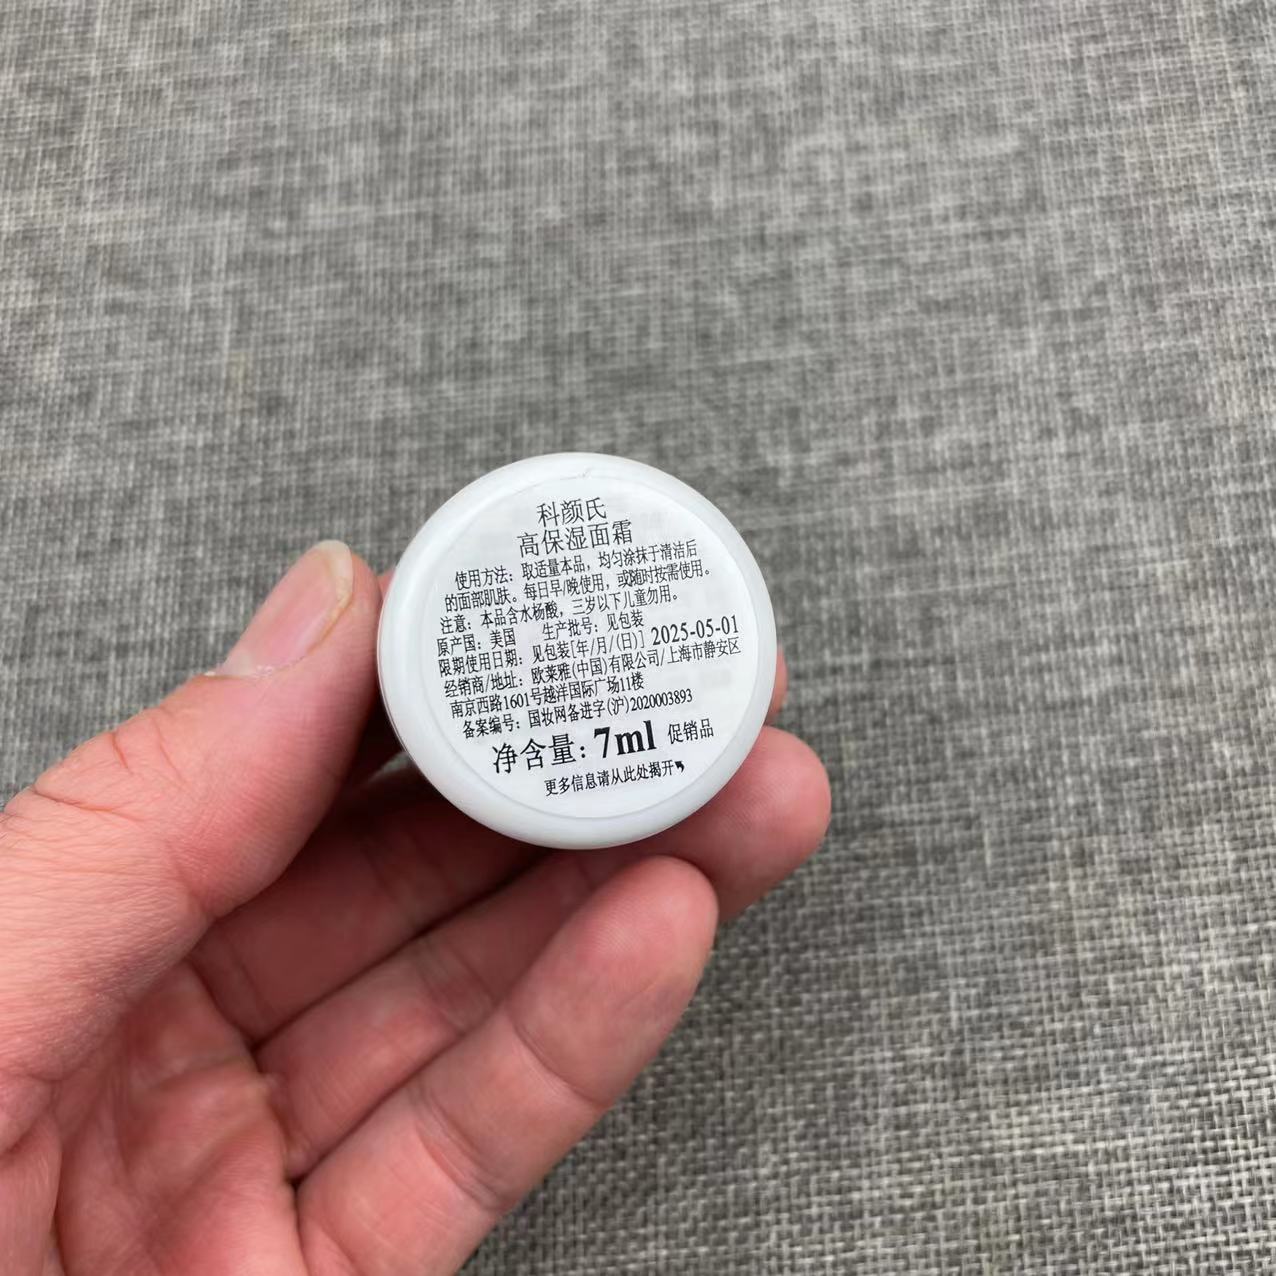 科颜氏
高保湿面霜
使用方法：取适量本品，均匀涂抹于清洁后
的面部肌肤。每日早/晚使用，或随时按需使用。
注意：本品含水杨酸，三岁以下儿童勿用。
原产国：美国 生产批号：见包装
限期使用日期：见包装[年/月/(日)] 2025-05-01
经销商/地址：欧莱雅(中国)有限公司/上海市静安区
南京西路1601号越洋国际广场11楼
备案编号：国妆网备进字(沪)2020003893
净含量：7ml 促销品
更多信息请从此处揭开